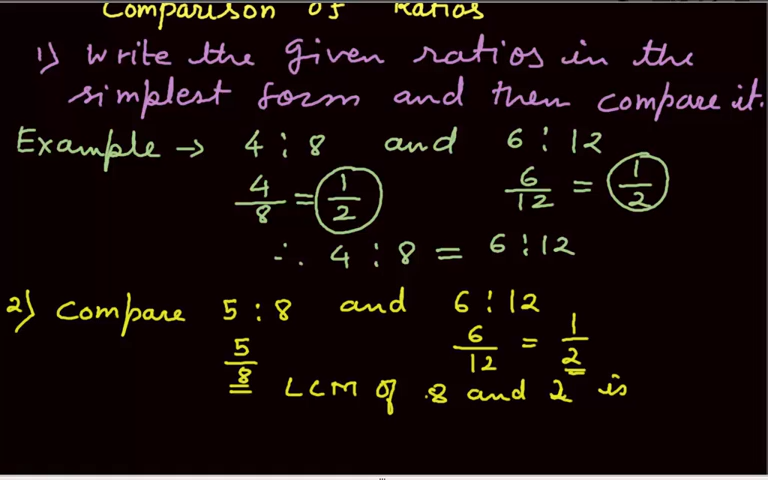 Comparison of Ratios
1) Write the given ratios in the
simplest form and then compare it.
Example → 4 : 8 and 6 : 12
4/8 = 1/2 6/12 = 1/2
∴ 4 : 8 = 6 : 12
2) Compare 5 : 8 and 6 : 12
5/8 6/12 = 1/2
LCM of 8 and 2 is